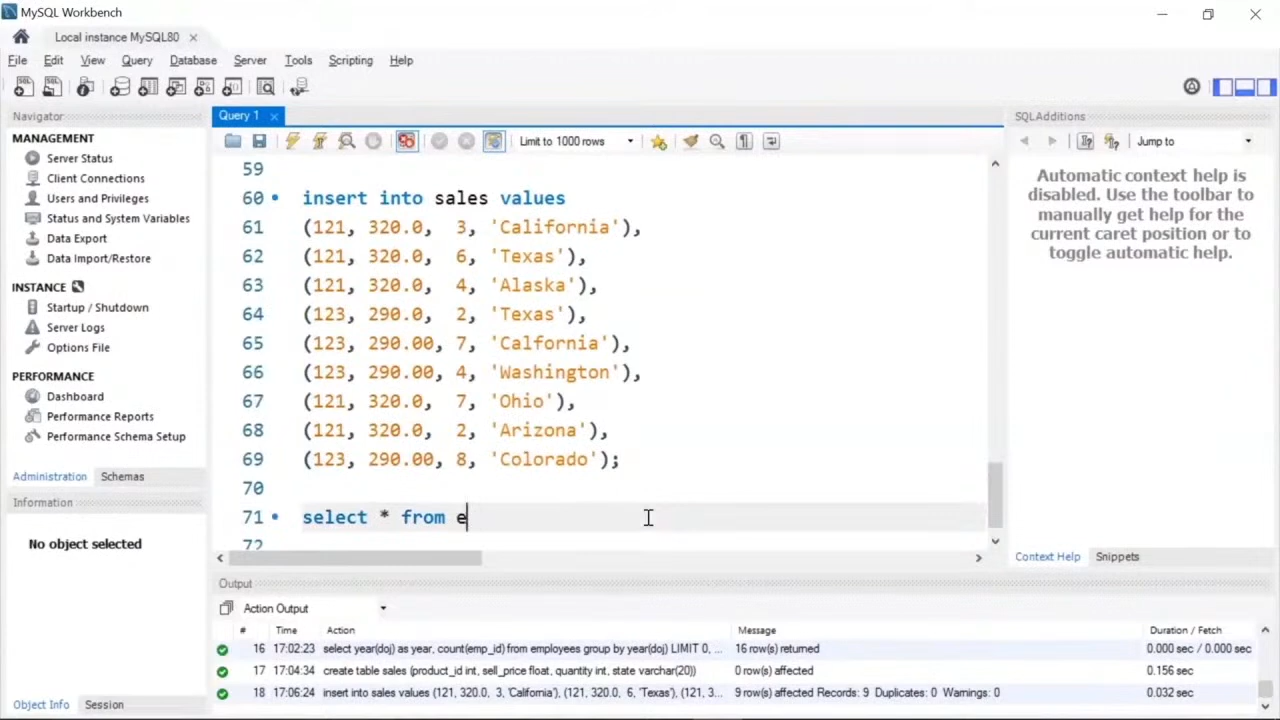 MySQL Workbench
Local instance MySQL80
File Edit View Query Database Server Tools Scripting Help
Navigator
MANAGEMENT
Server Status
Client Connections
Users and Privileges
Status and System Variables
Data Export
Data Import/Restore
INSTANCE
Startup / Shutdown
Server Logs
Options File
PERFORMANCE
Dashboard
Performance Reports
Performance Schema Setup
Administration Schemas
Information
No object selected
Object Info Session
Query 1
Limit to 1000 rows
59
60 insert into sales values
61 (121, 320.0, 3, 'California'),
62 (121, 320.0, 6, 'Texas'),
63 (121, 320.0, 4, 'Alaska'),
64 (123, 290.0, 2, 'Texas'),
65 (123, 290.00, 7, 'Calfornia'),
66 (123, 290.00, 4, 'Washington'),
67 (121, 320.0, 7, 'Ohio'),
68 (121, 320.0, 2, 'Arizona'),
69 (123, 290.00, 8, 'Colorado');
70
71 select * from e
72
SQLAdditions
Jump to
Automatic context help is
disabled. Use the toolbar to
manually get help for the
current caret position or to
toggle automatic help.
Context Help Snippets
Output
Action Output
# Time Action Message Duration / Fetch
16 17:02:23 select year(doj) as year, count(emp_id) from employees group by year(doj) LIMIT 0, ... 16 row(s) returned 0.000 sec / 0.000 sec
17 17:04:34 create table sales (product_id int, sell_price float, quantity int, state varchar(20)) 0 row(s) affected 0.156 sec
18 17:06:24 insert into sales values (121, 320.0, 3, 'California'), (121, 320.0, 6, 'Texas'), (121, 3... 9 row(s) affected Records: 9 Duplicates: 0 Warnings: 0 0.032 sec